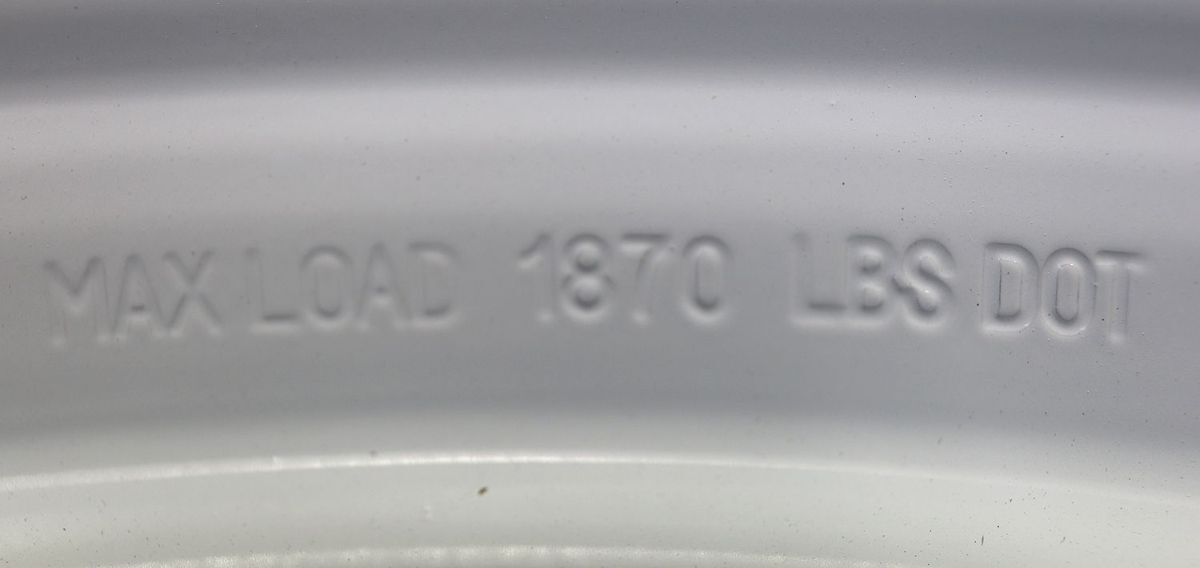 MAX LOAD 1870 LBS DOT